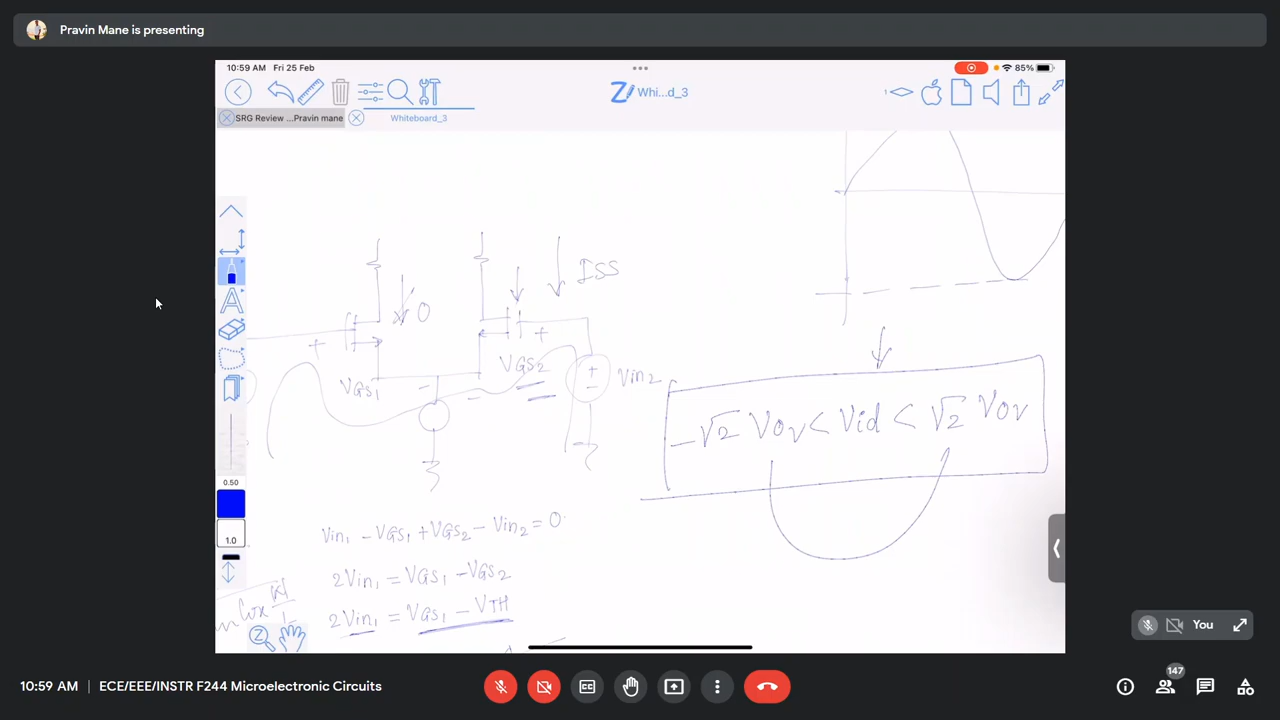 Pravin Mane is presenting
10:59 AM Fri 25 Feb
85%
Whi...d_3
SRG Review ...Pravin mane
Whiteboard_3
ISS
0
+
+
VGS1
-
VGS2
-
+
-
Vin2
-√2 Vov < Vid < √2 Vov
0.50
1.0
Vin1 - VGS1 + VGS2 - Vin2 = 0
2Vin1 = VGS1 - VGS2
2Vin1 = VGS1 - VTH
n Cox W/L
You
147
10:59 AM | ECE/EEE/INSTR F244 Microelectronic Circuits